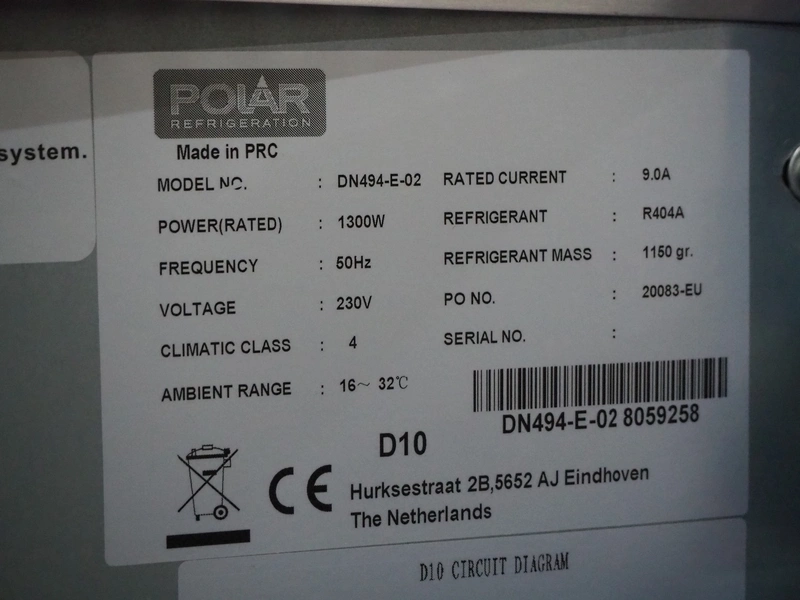 system.
POLAR
REFRIGERATION
Made in PRC
MODEL NO. : DN494-E-02
POWER(RATED) : 1300W
FREQUENCY : 50Hz
VOLTAGE : 230V
CLIMATIC CLASS : 4
AMBIENT RANGE : 16~ 32℃
RATED CURRENT : 9.0A
REFRIGERANT : R404A
REFRIGERANT MASS : 1150 gr.
PO NO. : 20083-EU
SERIAL NO. :
DN494-E-02 8059258
D10
CE
Hurksestraat 2B,5652 AJ Eindhoven
The Netherlands
D10 CIRCUIT DIAGRAM